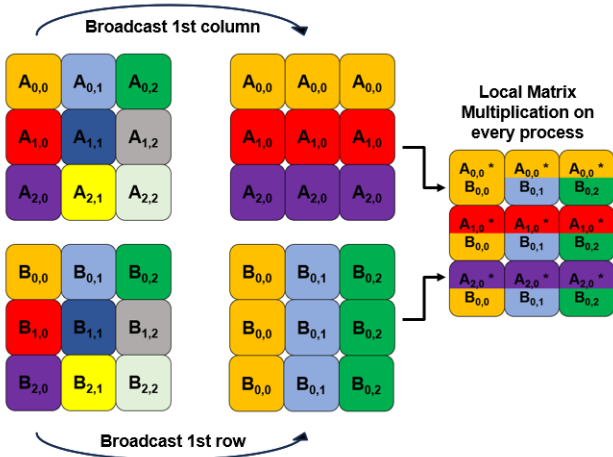 Broadcast 1st column
A0,0 A0,1 A0,2
A1,0 A1,1 A1,2
A2,0 A2,1 A2,2
A0,0 A0,0 A0,0
A1,0 A1,0 A1,0
A2,0 A2,0 A2,0
B0,0 B0,1 B0,2
B1,0 B1,1 B1,2
B2,0 B2,1 B2,2
B0,0 B0,1 B0,2
B0,0 B0,1 B0,2
B0,0 B0,1 B0,2
Broadcast 1st row
Local Matrix
Multiplication on
every process
A0,0 * A0,0 * A0,0 *
B0,0 B0,1 B0,2
A1,0 * A1,0 * A1,0 *
B0,0 B0,1 B0,2
A2,0 * A2,0 * A2,0 *
B0,0 B0,1 B0,2